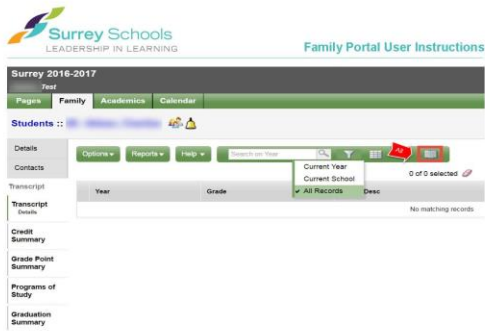 Surrey Schools
LEADERSHIP IN LEARNING
Family Portal User Instructions
Surrey 2016-2017
Test
Pages Family Academics Calendar
Students ::
Details
Contacts
Transcript
Transcript
Details
Credit
Summary
Grade Point
Summary
Programs of
Study
Graduation
Summary
Options Reports Help Search on Year
All
Current Year
Current School
✓ All Records
0 of 0 selected
Year Grade Desc
No matching records